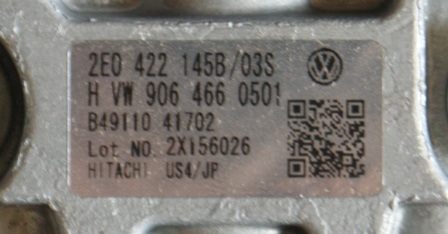 2E0 422 145B/03S
H VW 906 466 0501
B49110 41702
Lot NO. 2X156026
HITACHI US4/JP